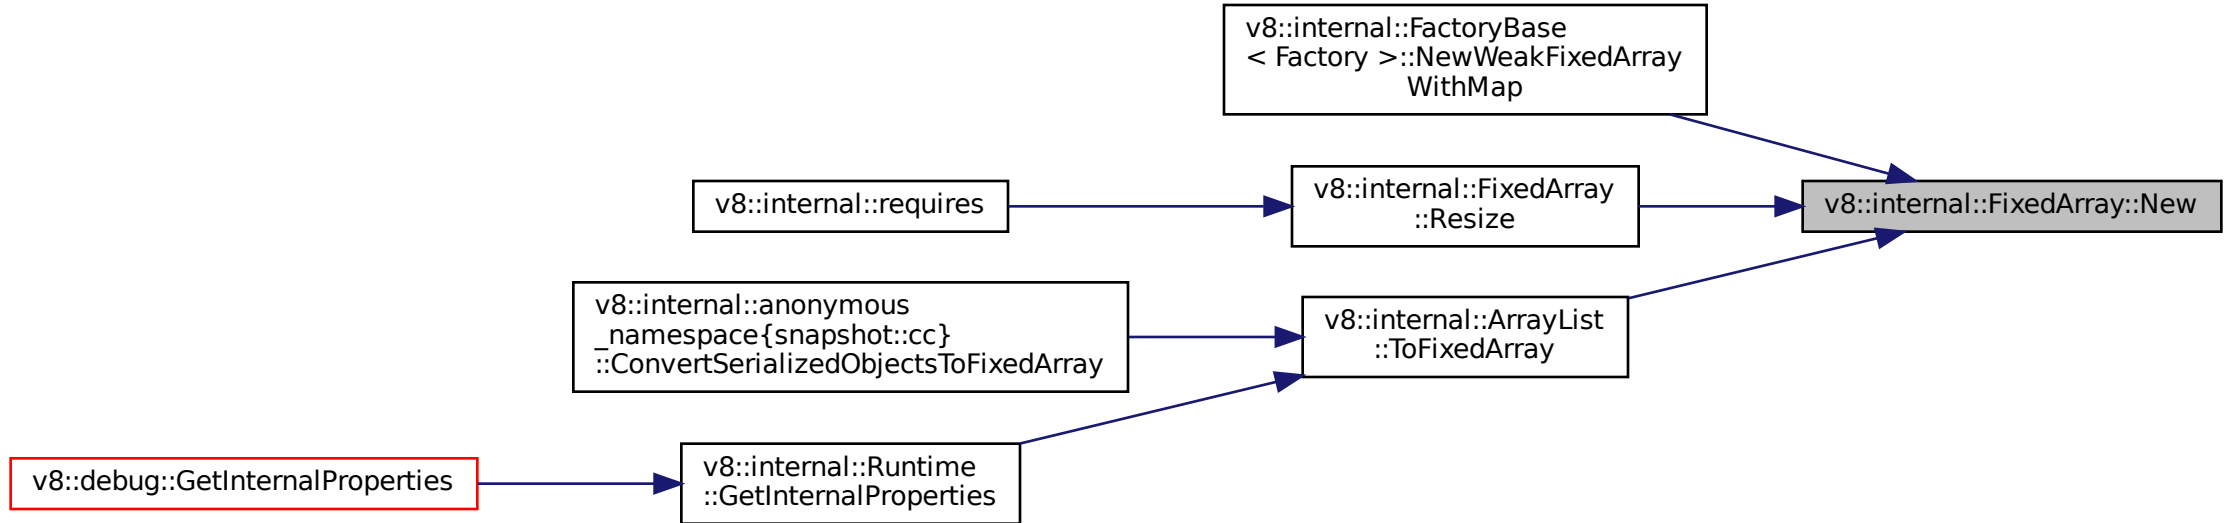 v8::internal::FactoryBase
< Factory >::NewWeakFixedArray
WithMap
v8::internal::requires
v8::internal::FixedArray
::Resize
v8::internal::FixedArray::New
v8::internal::anonymous
_namespace{snapshot::cc}
::ConvertSerializedObjectsToFixedArray
v8::internal::ArrayList
::ToFixedArray
v8::debug::GetInternalProperties
v8::internal::Runtime
::GetInternalProperties